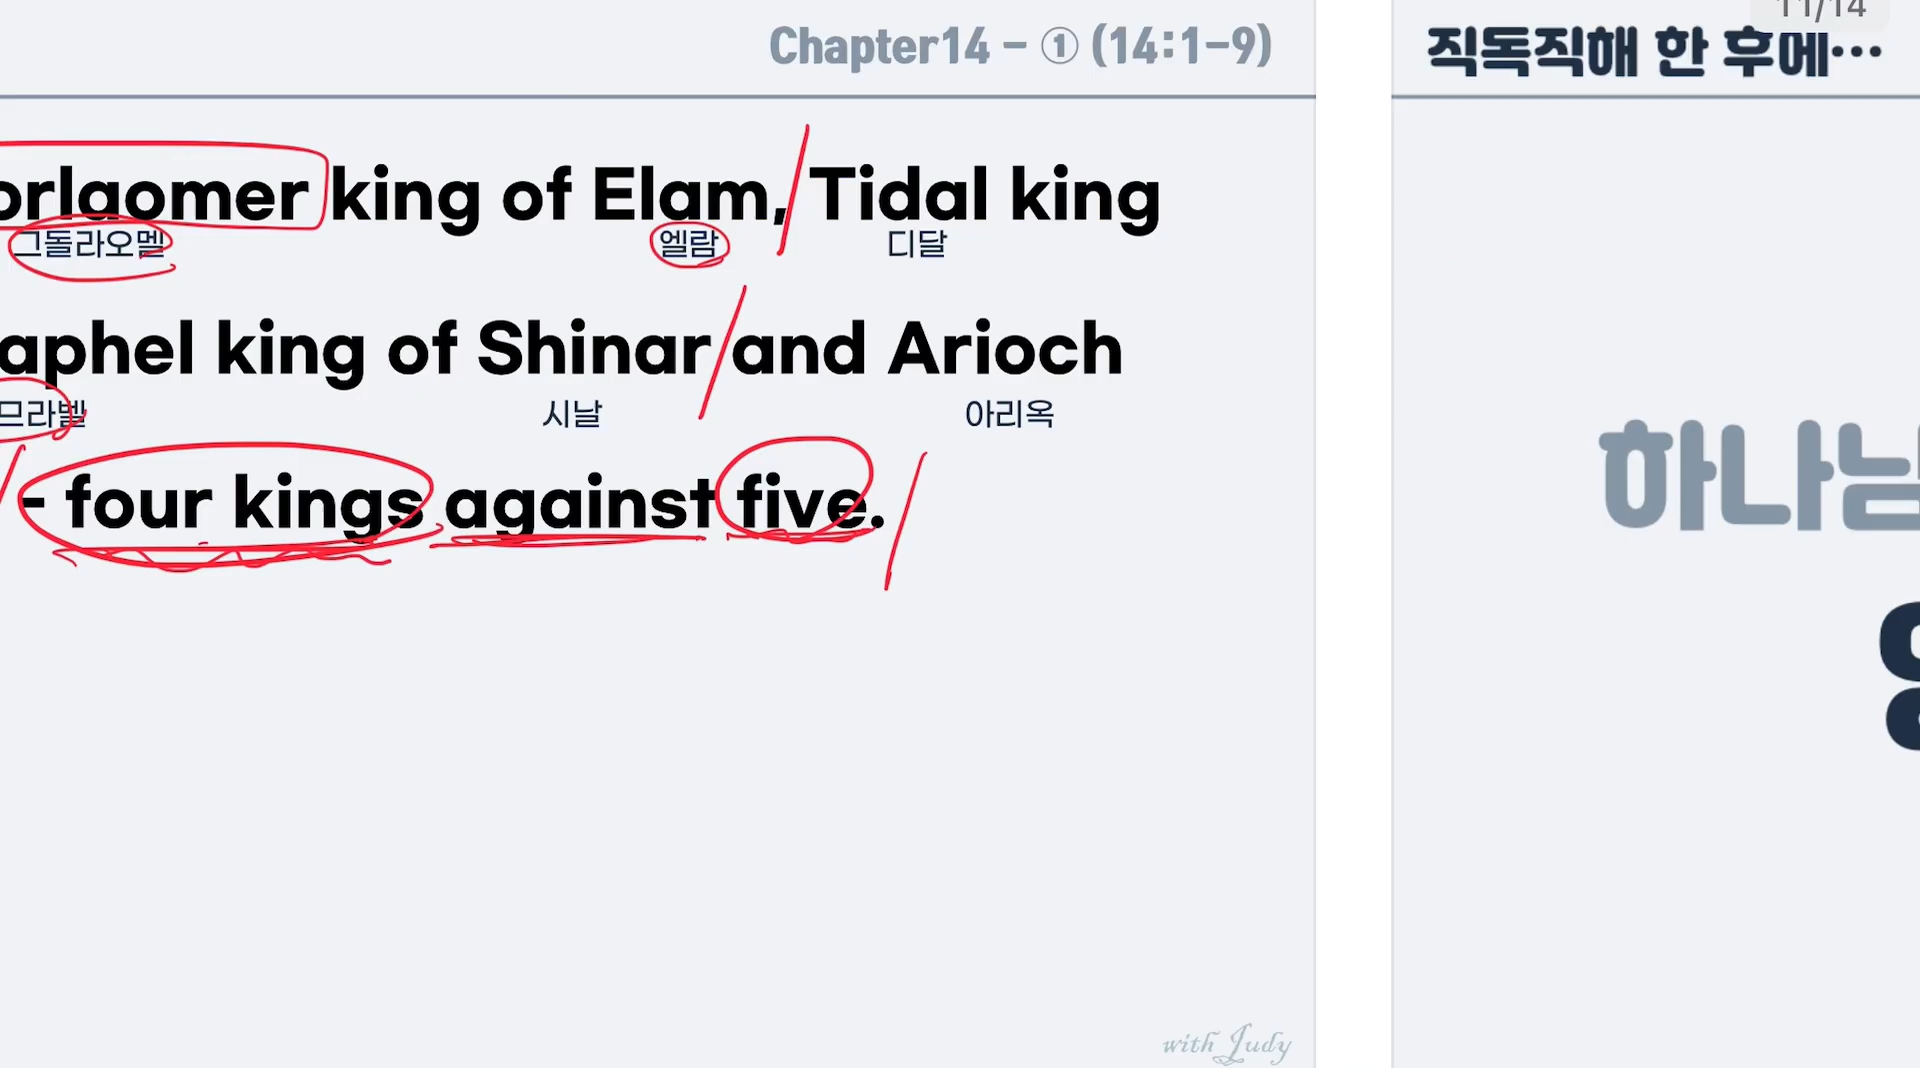 Chapter14 - ① (14:1-9)
orlaomer king of Elam, Tidal king
그돌라오멜 엘람 디달
aphel king of Shinar and Arioch
므라벨 시날 아리옥
- four kings against five.
with Judy
11/14
직독직해 한 후에…
하나님